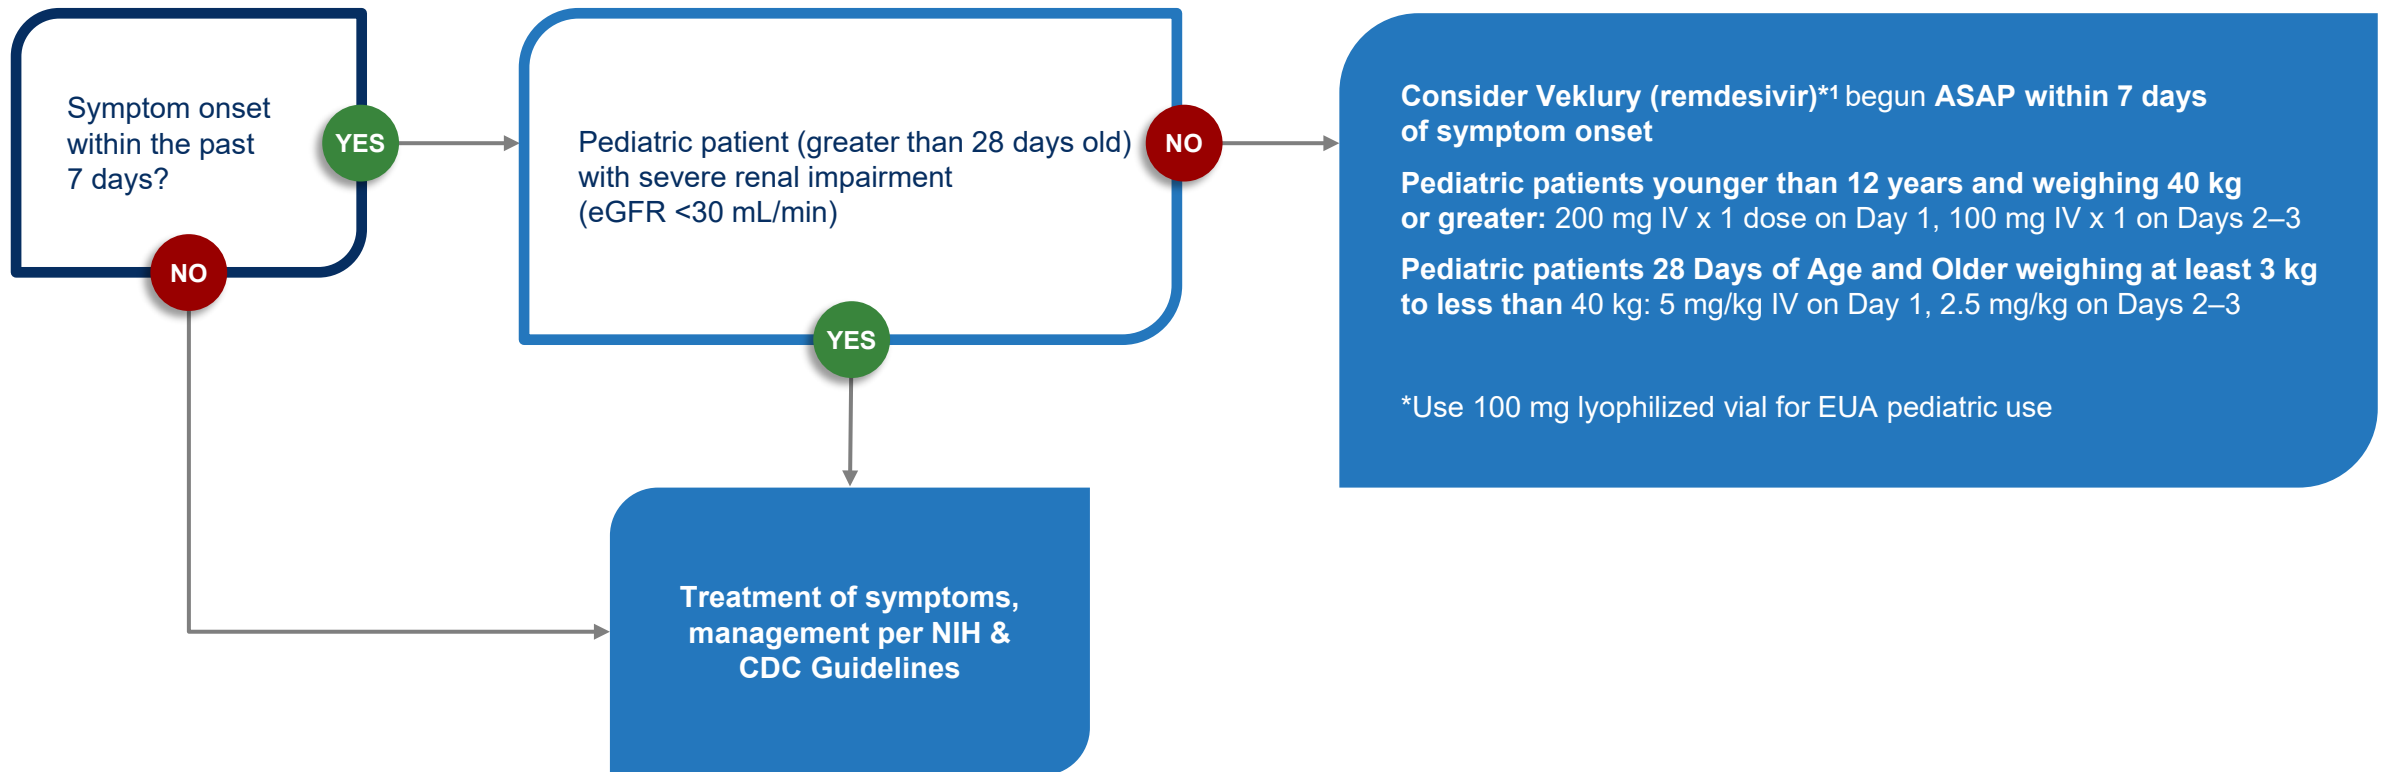 Symptom onset
within the past
7 days?
YES
NO
Pediatric patient (greater than 28 days old)
with severe renal impairment
(eGFR <30 mL/min)
NO
YES
Consider Veklury (remdesivir)*¹ begun ASAP within 7 days
of symptom onset
Pediatric patients younger than 12 years and weighing 40 kg
or greater: 200 mg IV x 1 dose on Day 1, 100 mg IV x 1 on Days 2–3
Pediatric patients 28 Days of Age and Older weighing at least 3 kg
to less than 40 kg: 5 mg/kg IV on Day 1, 2.5 mg/kg on Days 2–3
*Use 100 mg lyophilized vial for EUA pediatric use
Treatment of symptoms,
management per NIH &
CDC Guidelines